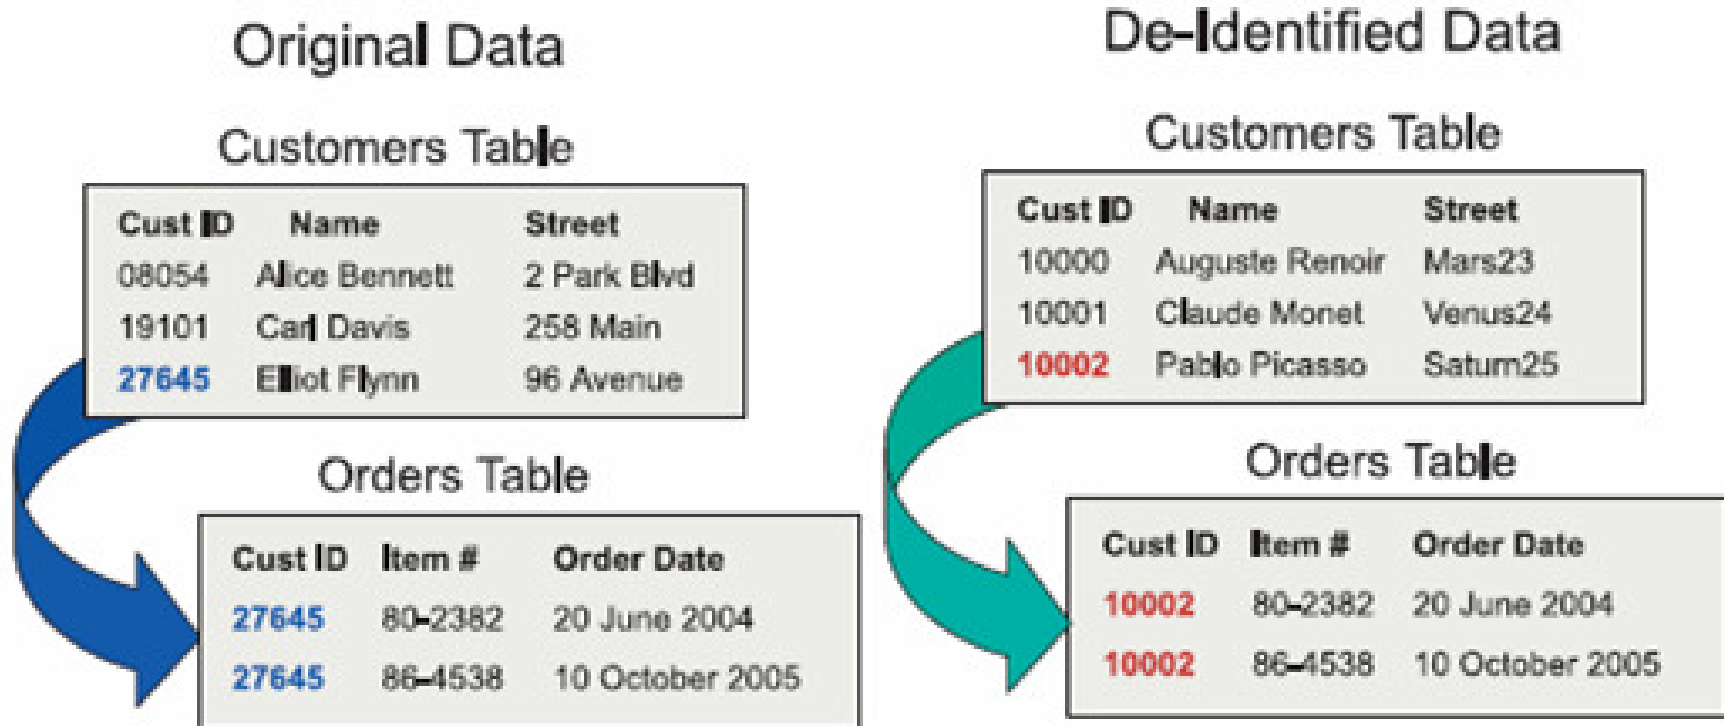 Original Data
Customers Table
Cust ID Name Street
08054 Alice Bennett 2 Park Blvd
19101 Carl Davis 258 Main
27645 Elliot Flynn 96 Avenue
Orders Table
Cust ID Item # Order Date
27645 80-2382 20 June 2004
27645 86-4538 10 October 2005
De-Identified Data
Customers Table
Cust ID Name Street
10000 Auguste Renoir Mars23
10001 Claude Monet Venus24
10002 Pablo Picasso Saturn25
Orders Table
Cust ID Item # Order Date
10002 80-2382 20 June 2004
10002 86-4538 10 October 2005